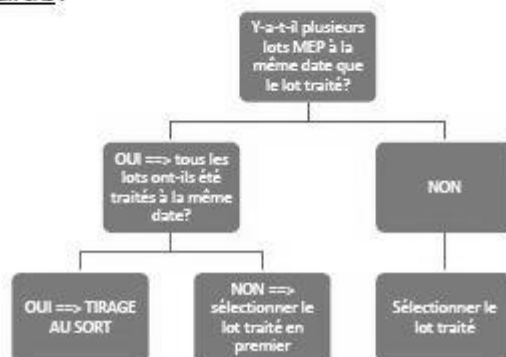 Y-a-t-il plusieurs
lots MEP à la
même date que
le lot traité?
OUI ==> tous les
lots ont-ils été
traités à la même
date?
NON
OUI ==> TIRAGE
AU SORT
NON ==>
sélectionner le
lot traité en
premier
Sélectionner le
lot traité